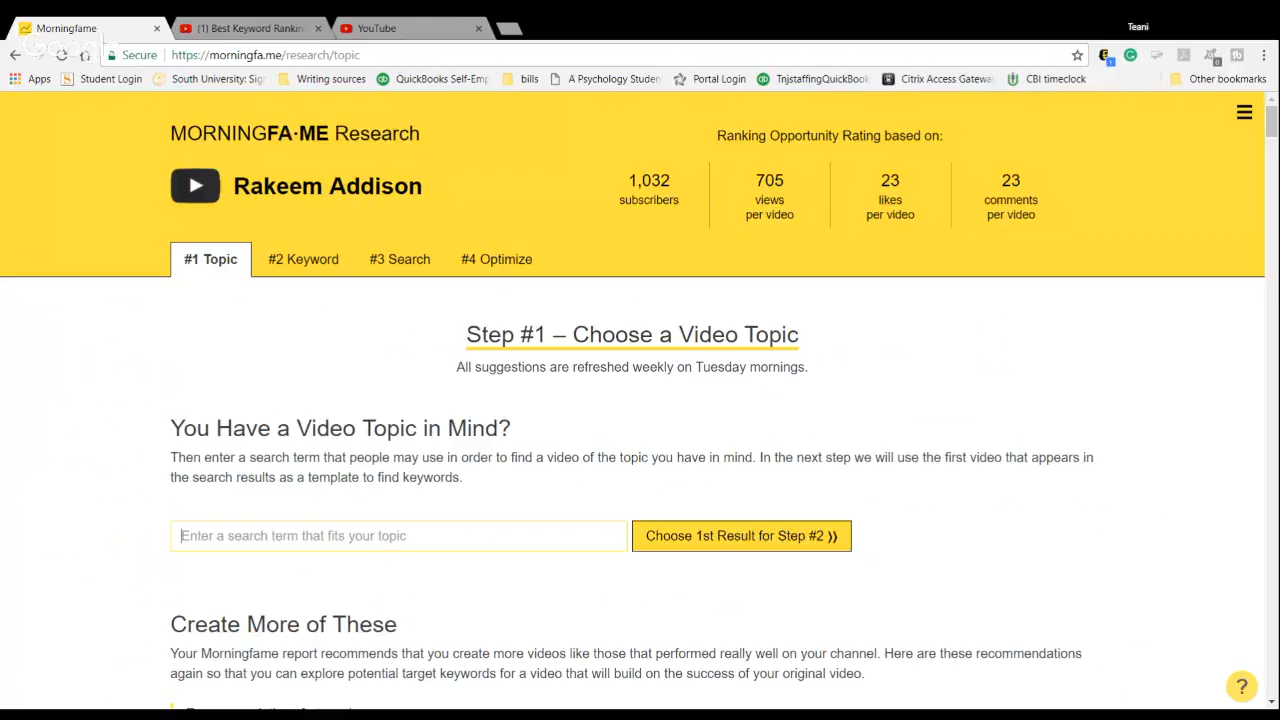 Morningfame
(1) Best Keyword Rankin
YouTube
Teani
Google
Secure
https://morningfa.me/research/topic
Apps
Student Login
South University: Sig
Writing sources
QuickBooks: Self-Emp
bills
A Psychology Studen
Portal Login
TnjstaffingQuickBook
Citrix Access Gateway
CBI timeclock
Other bookmarks
MORNINGFA·ME Research
Ranking Opportunity Rating based on:
Rakeem Addison
1,032
subscribers
705
views
per video
23
likes
per video
23
comments
per video
#1 Topic
#2 Keyword
#3 Search
#4 Optimize
Step #1 – Choose a Video Topic
All suggestions are refreshed weekly on Tuesday mornings.
You Have a Video Topic in Mind?
Then enter a search term that people may use in order to find a video of the topic you have in mind. In the next step we will use the first video that appears in
the search results as a template to find keywords.
Enter a search term that fits your topic
Choose 1st Result for Step #2 ⟩⟩
Create More of These
Your Morningfame report recommends that you create more videos like those that performed really well on your channel. Here are these recommendations
again so that you can explore potential target keywords for a video that will build on the success of your original video.
?